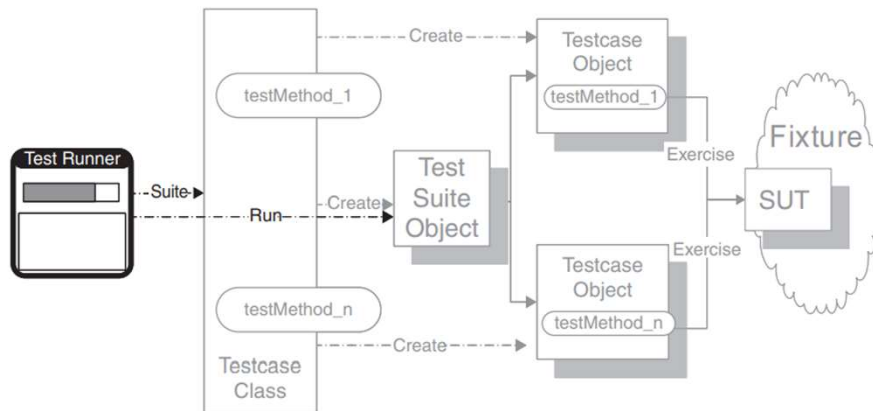 Create
Testcase
Object
testMethod_1
testMethod_1
Fixture
Test Runner
Exercise
Suite
Create
Test
Suite
Object
SUT
Run
Exercise
Testcase
Object
testMethod_n
testMethod_n
Create
Testcase
Class